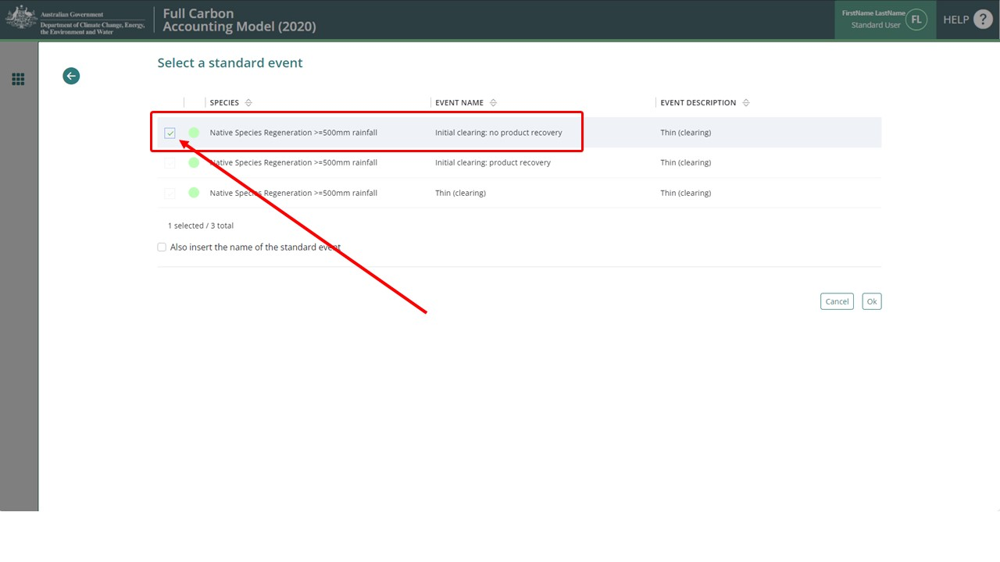 Australian Government
Department of Climate Change, Energy,
the Environment and Water
Full Carbon
Accounting Model (2020)
FirstName LastName
Standard User
FL
HELP ?
Select a standard event
SPECIES EVENT NAME EVENT DESCRIPTION
Native Species Regeneration >=500mm rainfall Initial clearing: no product recovery Thin (clearing)
Native Species Regeneration >=500mm rainfall Initial clearing: product recovery Thin (clearing)
Native Species Regeneration >=500mm rainfall Thin (clearing) Thin (clearing)
1 selected / 3 total
Also insert the name of the standard event
Cancel Ok